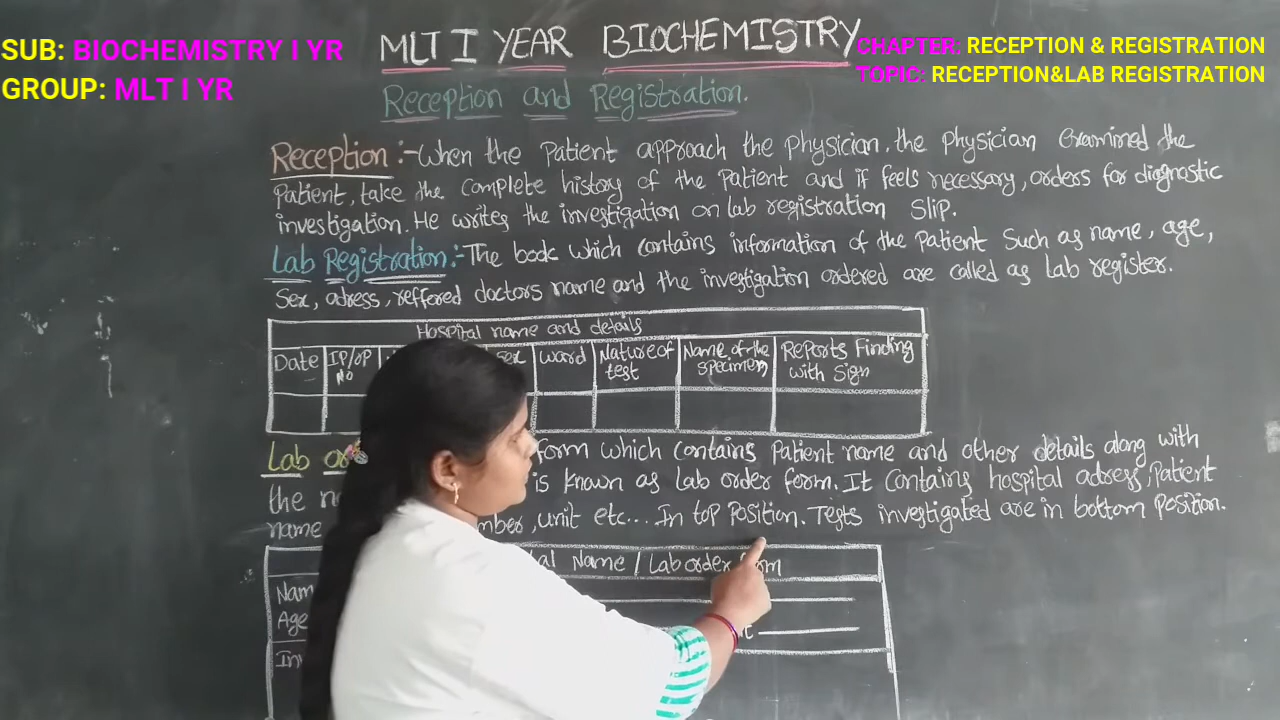 SUB: BIOCHEMISTRY I YR
GROUP: MLT I YR
CHAPTER: RECEPTION & REGISTRATION
TOPIC: RECEPTION&LAB REGISTRATION
MLT I YEAR BIOCHEMISTRY
Reception and Registration.
Reception :- When the Patient approach the Physician, the Physician Examined the
Patient, take the complete history of the Patient and if feels necessary, orders for diagnostic
investigation. He writes the investigation on lab registration Slip.
Lab Registration:- The book which contains information of the Patient Such as name, age,
Sex, adress, reffered doctors name and the investigation ordered are called as Lab register.
Hospital name and details
Date IP/OP No Sex Ward Nature of test Name of the specimen Reports Finding with Sign
Lab form which contains Patient name and other details along with
the is known as Lab order form. It contains hospital adress, Patient
name unit etc... In top Position. Tests investigated are in bottom Position.
Name / Lab order form
Age